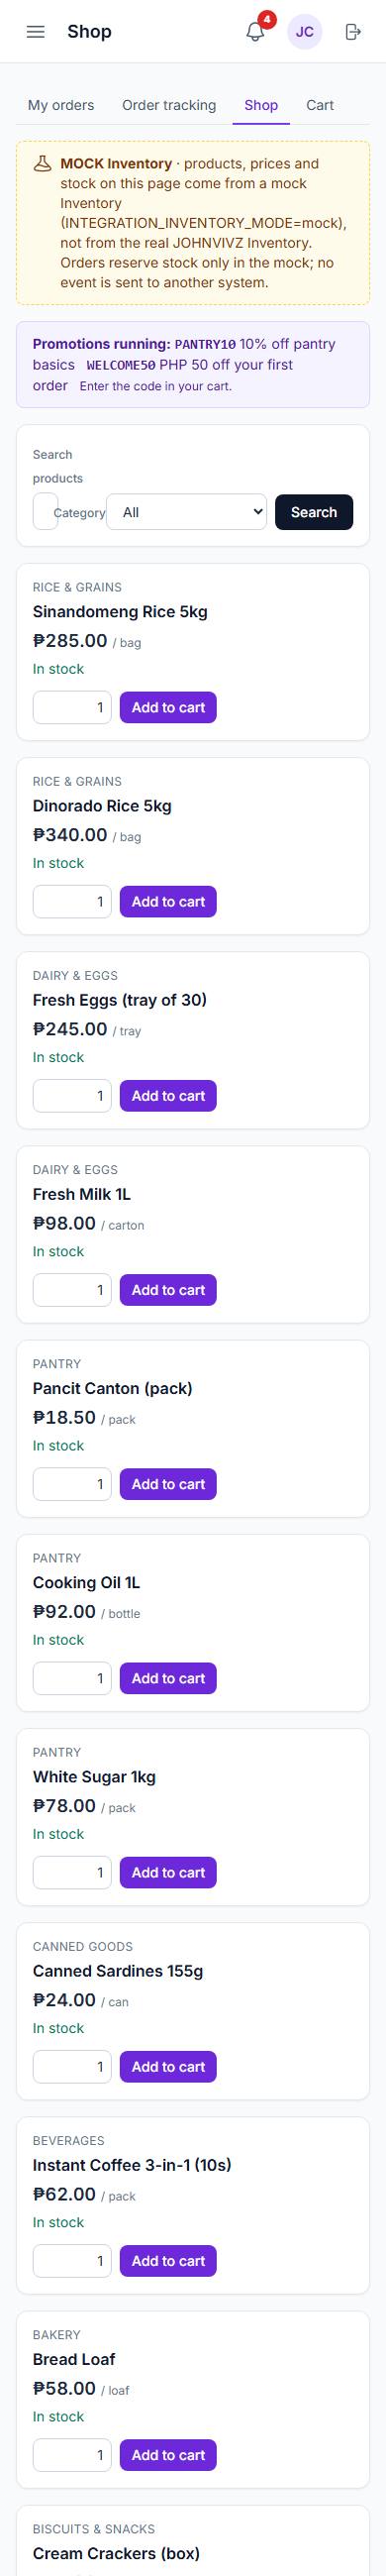 Shop
4
JC
My orders
Order tracking
Shop
Cart
MOCK Inventory · products, prices and
stock on this page come from a mock
Inventory
(INTEGRATION_INVENTORY_MODE=mock),
not from the real JOHNVIVZ Inventory.
Orders reserve stock only in the mock; no
event is sent to another system.
Promotions running: PANTRY10 10% off pantry
basics WELCOME50 PHP 50 off your first
order Enter the code in your cart.
Search
products
Category
All
Search
RICE & GRAINS
Sinandomeng Rice 5kg
₱285.00 / bag
In stock
1
Add to cart
RICE & GRAINS
Dinorado Rice 5kg
₱340.00 / bag
In stock
1
Add to cart
DAIRY & EGGS
Fresh Eggs (tray of 30)
₱245.00 / tray
In stock
1
Add to cart
DAIRY & EGGS
Fresh Milk 1L
₱98.00 / carton
In stock
1
Add to cart
PANTRY
Pancit Canton (pack)
₱18.50 / pack
In stock
1
Add to cart
PANTRY
Cooking Oil 1L
₱92.00 / bottle
In stock
1
Add to cart
PANTRY
White Sugar 1kg
₱78.00 / pack
In stock
1
Add to cart
CANNED GOODS
Canned Sardines 155g
₱24.00 / can
In stock
1
Add to cart
BEVERAGES
Instant Coffee 3-in-1 (10s)
₱62.00 / pack
In stock
1
Add to cart
BAKERY
Bread Loaf
₱58.00 / loaf
In stock
1
Add to cart
BISCUITS & SNACKS
Cream Crackers (box)